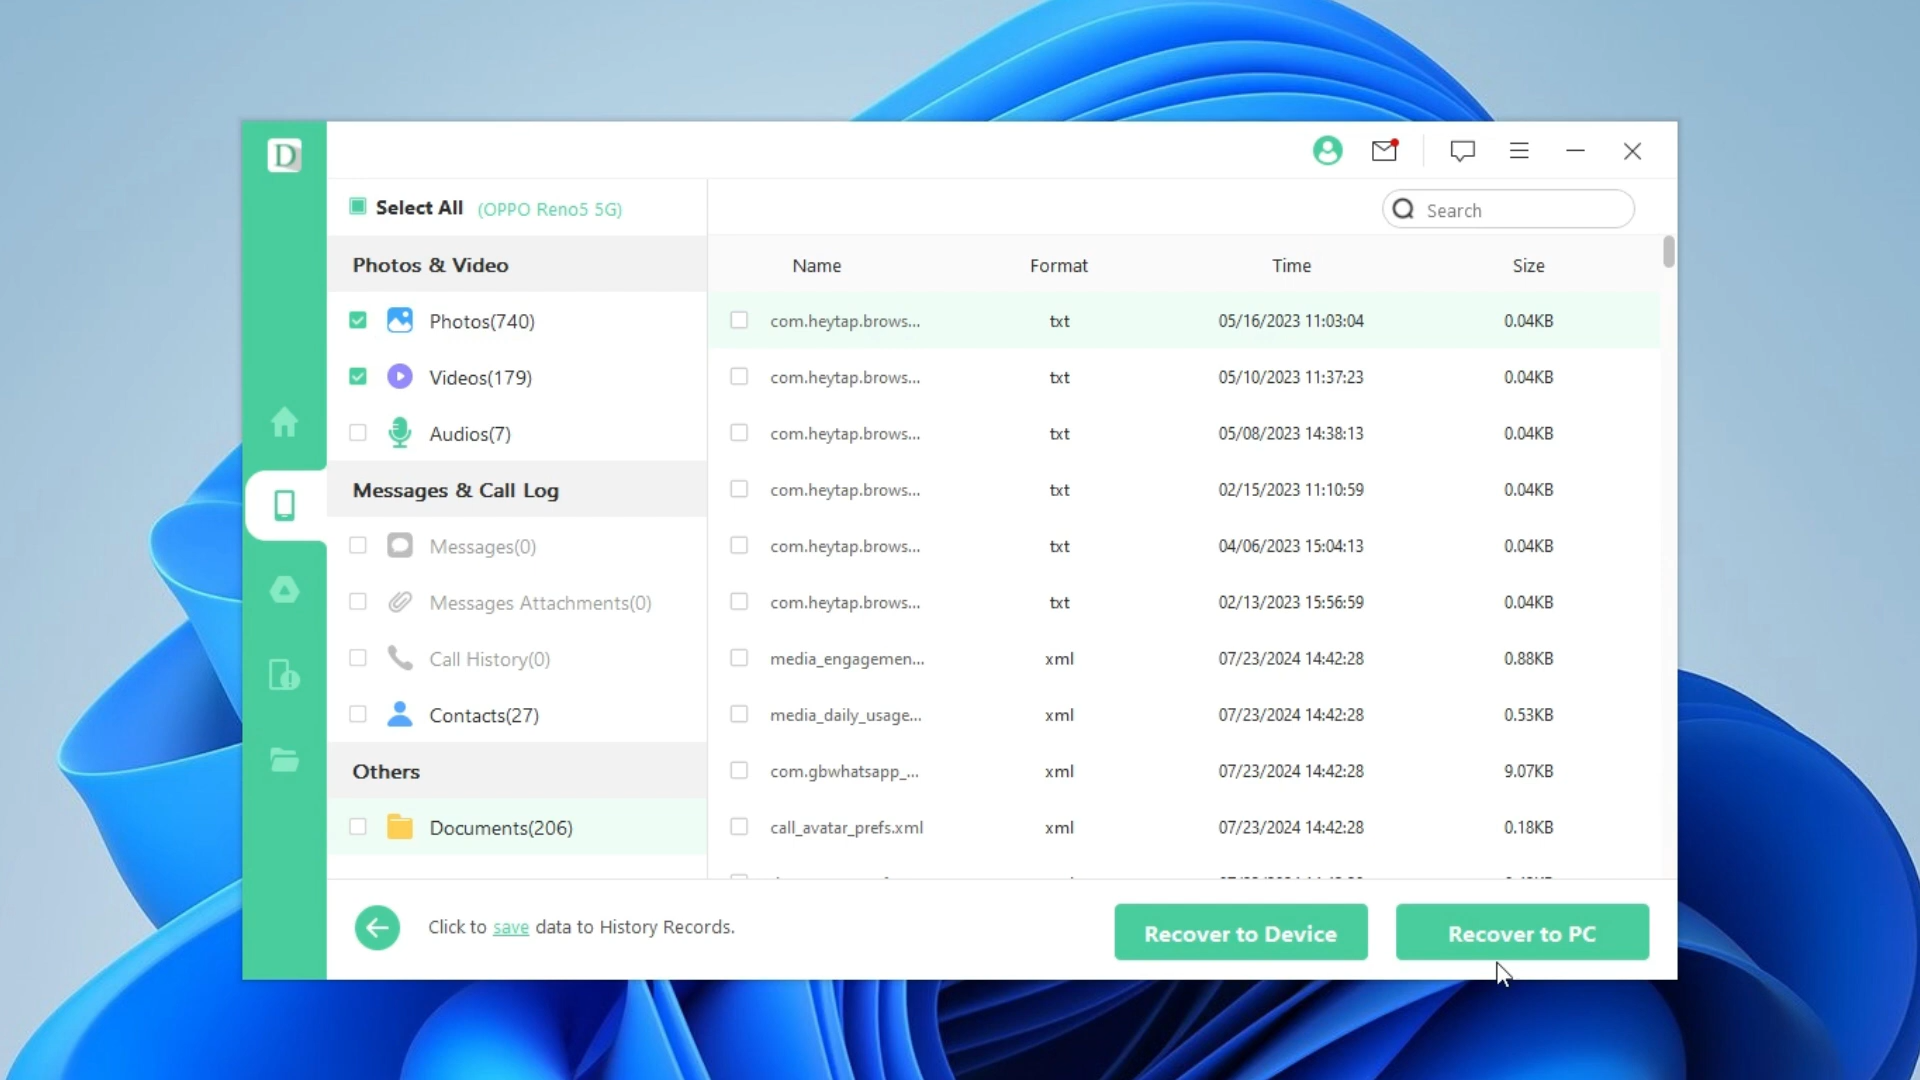 D
Select All (OPPO Reno5 5G)
Search
Photos & Video
Photos(740)
Videos(179)
Audios(7)
Messages & Call Log
Messages(0)
Messages Attachments(0)
Call History(0)
Contacts(27)
Others
Documents(206)
Name Format Time Size
com.heytap.brows... txt 05/16/2023 11:03:04 0.04KB
com.heytap.brows... txt 05/10/2023 11:37:23 0.04KB
com.heytap.brows... txt 05/08/2023 14:38:13 0.04KB
com.heytap.brows... txt 02/15/2023 11:10:59 0.04KB
com.heytap.brows... txt 04/06/2023 15:04:13 0.04KB
com.heytap.brows... txt 02/13/2023 15:56:59 0.04KB
media_engagemen... xml 07/23/2024 14:42:28 0.88KB
media_daily_usage... xml 07/23/2024 14:42:28 0.53KB
com.gbwhatsapp_... xml 07/23/2024 14:42:28 9.07KB
call_avatar_prefs.xml xml 07/23/2024 14:42:28 0.18KB
Click to save data to History Records.
Recover to Device
Recover to PC